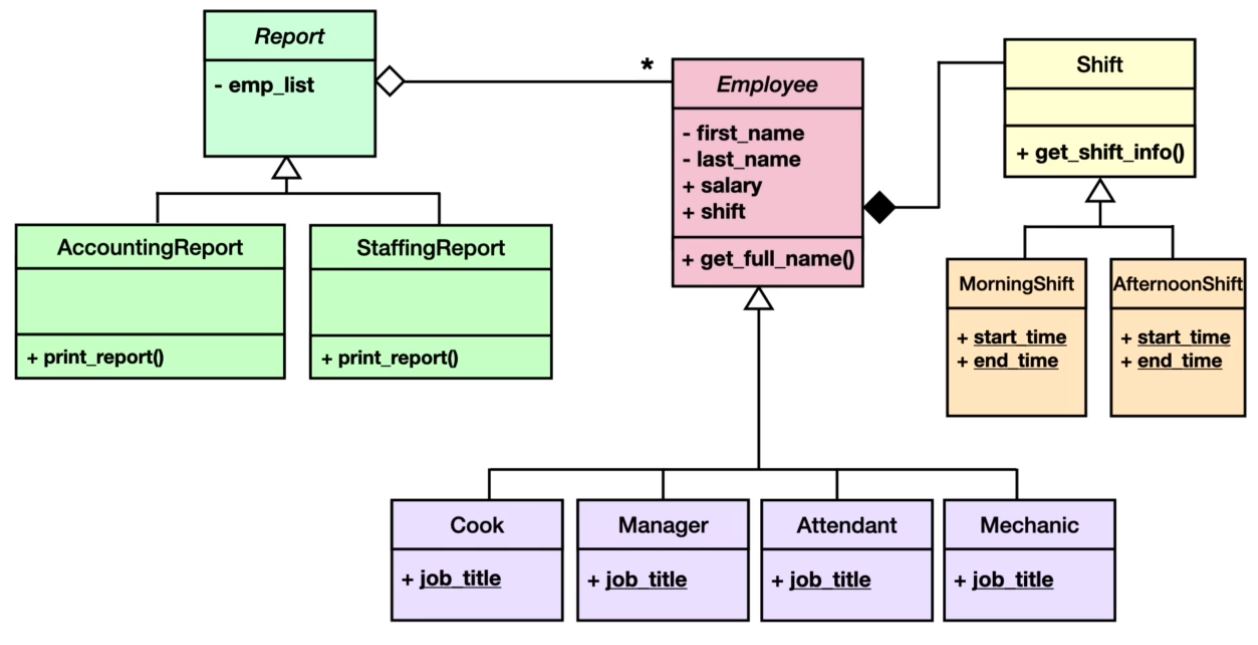 Report
- emp_list
*
Employee
- first_name
- last_name
+ salary
+ shift
+ get_full_name()
Shift
+ get_shift_info()
AccountingReport
+ print_report()
StaffingReport
+ print_report()
MorningShift
+ start_time
+ end_time
AfternoonShift
+ start_time
+ end_time
Cook
+ job_title
Manager
+ job_title
Attendant
+ job_title
Mechanic
+ job_title